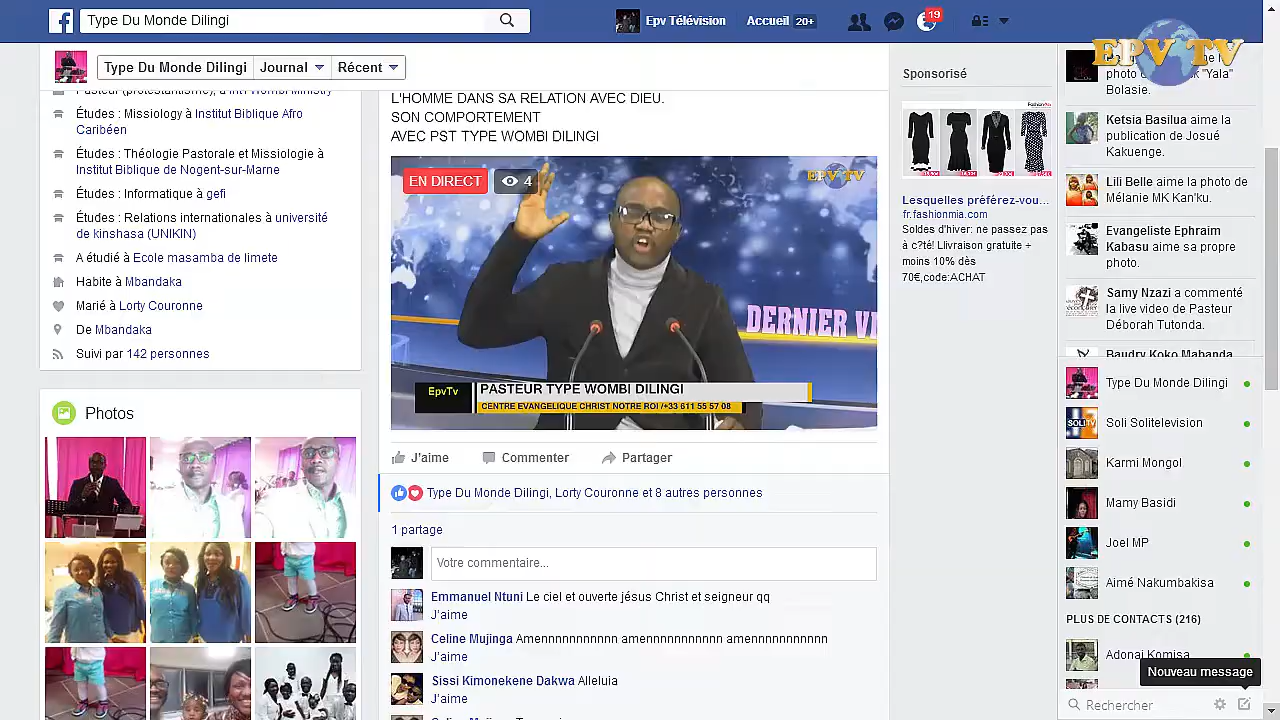 Type Du Monde Dilingi
Epv Télévision
Accueil 20+
19
EPV TV
Type Du Monde Dilingi
Journal
Récent
Études : Missiology à Institut Biblique Afro
Caribéen
Études : Théologie Pastorale et Missiologie à
Institut Biblique de Nogent-sur-Marne
Études : Informatique à gefi
Études : Relations internationales à université
de kinshasa (UNIKIN)
A étudié à Ecole masamba de limete
Habite à Mbandaka
Marié à Lorty Couronne
De Mbandaka
Suivi par 142 personnes
Photos
L'HOMME DANS SA RELATION AVEC DIEU.
SON COMPORTEMENT
AVEC PST TYPE WOMBI DILINGI
EN DIRECT
4
EPV TV
DERNIER VI
EpvTv
PASTEUR TYPE WOMBI DILINGI
CENTRE EVANGELIQUE CHRIST NOTRE ROI /+33 611 55 57 08
J'aime
Commenter
Partager
Type Du Monde Dilingi, Lorty Couronne et 8 autres personn
1 partage
Votre commentaire...
Emmanuel Ntuni Le ciel et ouverte jésus Christ et seigneur qq
J'aime
Celine Mujinga Amennnnnnnnnn amennnnnnnnnn amennnnnnnnnn
J'aime
Sissi Kimonekene Dakwa Alleluia
J'aime
Sponsorisé
Lesquelles préférez-vou...
fr.fashionmia.com
Soldes d'hiver: ne passez pas
à c?té! Llivraison gratuite +
moins 10% dès
70€,code:ACHAT
photo de Yala
Bolasie.
Ketsia Basilua aime la
publication de Josué
Kakuenge.
Lili Belle aime la photo de
Mélanie MK Kan'ku.
Evangeliste Ephraim
Kabasu aime sa propre
photo.
Samy Nzazi a commenté
la live video de Pasteur
Déborah Tutonda.
Baudry Koko Mabanda
Type Du Monde Dilingi
Soli Solitelevision
Karmi Mongol
Mamy Basidi
Joel MP
Amé Nakumbakisa
PLUS DE CONTACTS (216)
Adonai Komisa
Nouveau message
Rechercher